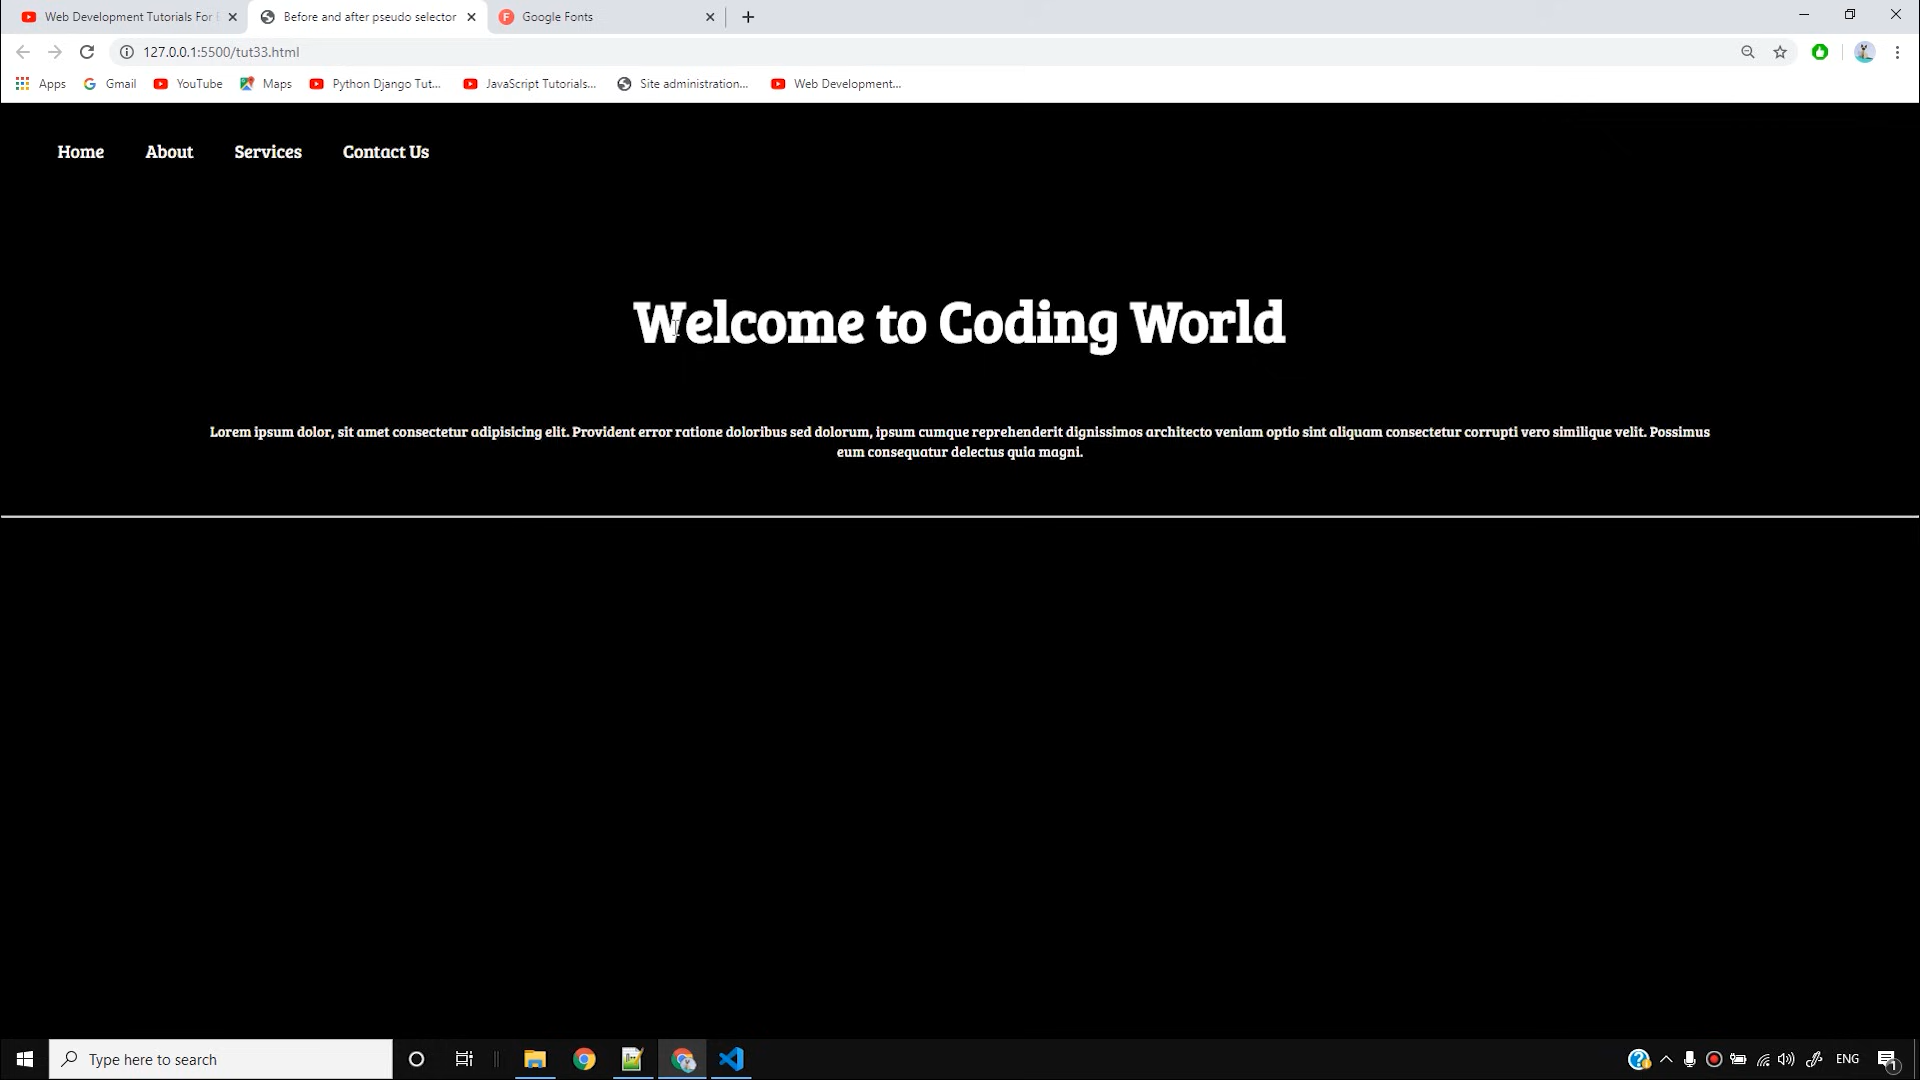 Web Development Tutorials For
Before and after pseudo selector
Google Fonts
127.0.0.1:5500/tut33.html
Apps
Gmail
YouTube
Maps
Python Django Tut...
JavaScript Tutorials...
Site administration...
Web Development...
Home
About
Services
Contact Us
Welcome to Coding World
Lorem ipsum dolor, sit amet consectetur adipisicing elit. Provident error ratione doloribus sed dolorum, ipsum cumque reprehenderit dignissimos architecto veniam optio sint aliquam consectetur corrupti vero similique velit. Possimus
eum consequatur delectus quia magni.
Type here to search
ENG
1